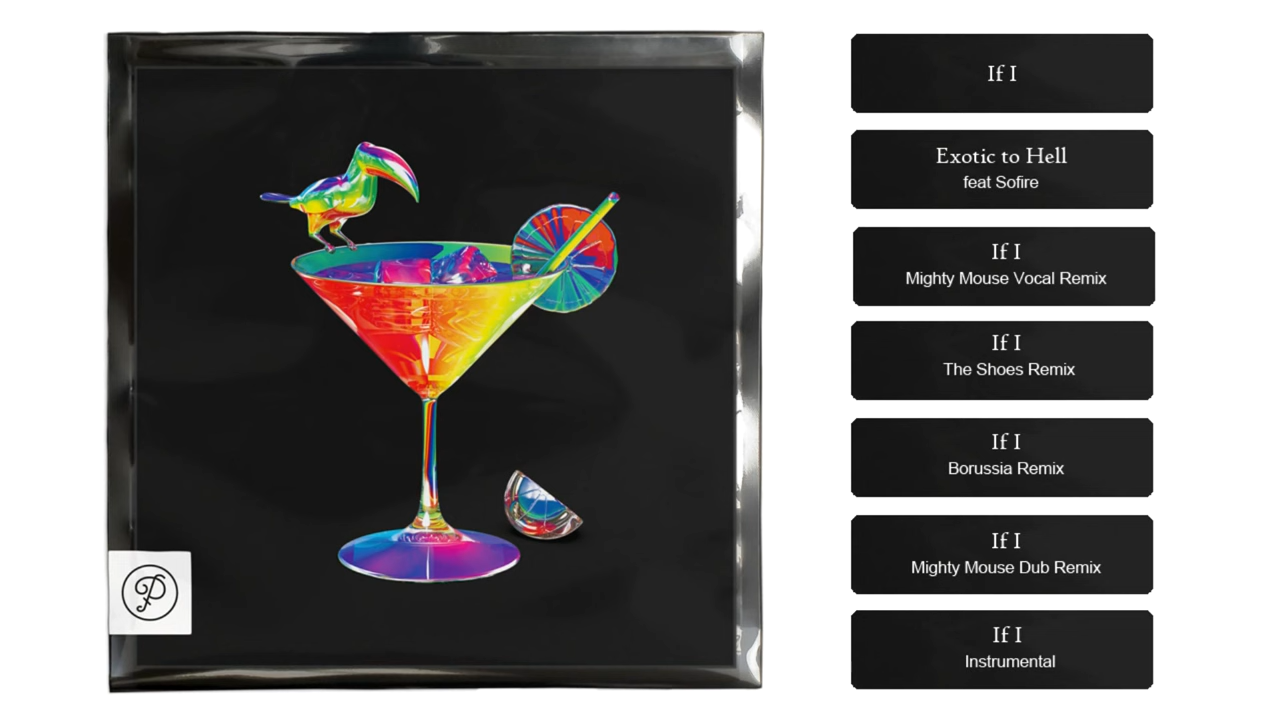 If I
Exotic to Hell
feat Sofire
If I
Mighty Mouse Vocal Remix
If I
The Shoes Remix
If I
Borussia Remix
If I
Mighty Mouse Dub Remix
If I
Instrumental
P